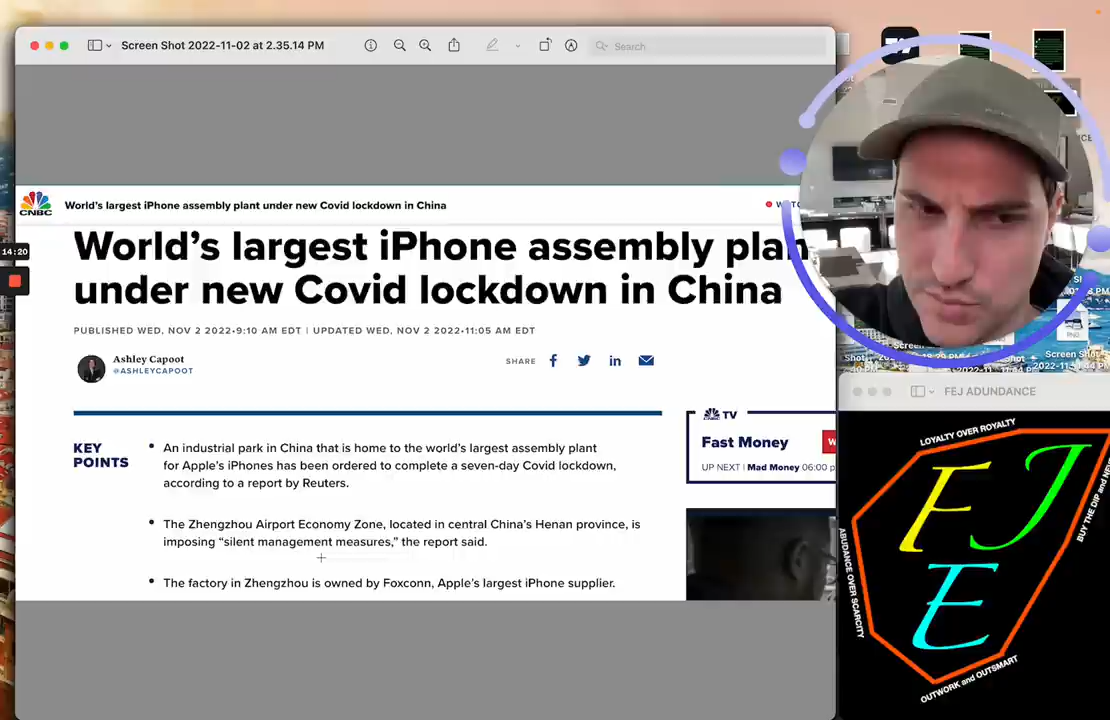 Screen Shot 2022-11-02 at 2.35.14 PM
Search
CNBC
World's largest iPhone assembly plant under new Covid lockdown in China
14:20
World's largest iPhone assembly plan
under new Covid lockdown in China
PUBLISHED WED, NOV 2 2022•9:10 AM EDT | UPDATED WED, NOV 2 2022•11:05 AM EDT
Ashley Capoot
@ASHLEYCAPOOT
SHARE
KEY
POINTS
• An industrial park in China that is home to the world's largest assembly plant
for Apple's iPhones has been ordered to complete a seven-day Covid lockdown,
according to a report by Reuters.
• The Zhengzhou Airport Economy Zone, located in central China's Henan province, is
imposing “silent management measures,” the report said.
• The factory in Zhengzhou is owned by Foxconn, Apple's largest iPhone supplier.
TV
Fast Money
UP NEXT | Mad Money 06:00 p
FEJ ADUNDANCE
LOYALTY OVER ROYALTY
BUY THE DIP and
ABUDANCE OVER SCARCITY
FJE
OUTWORK and OUTSMART